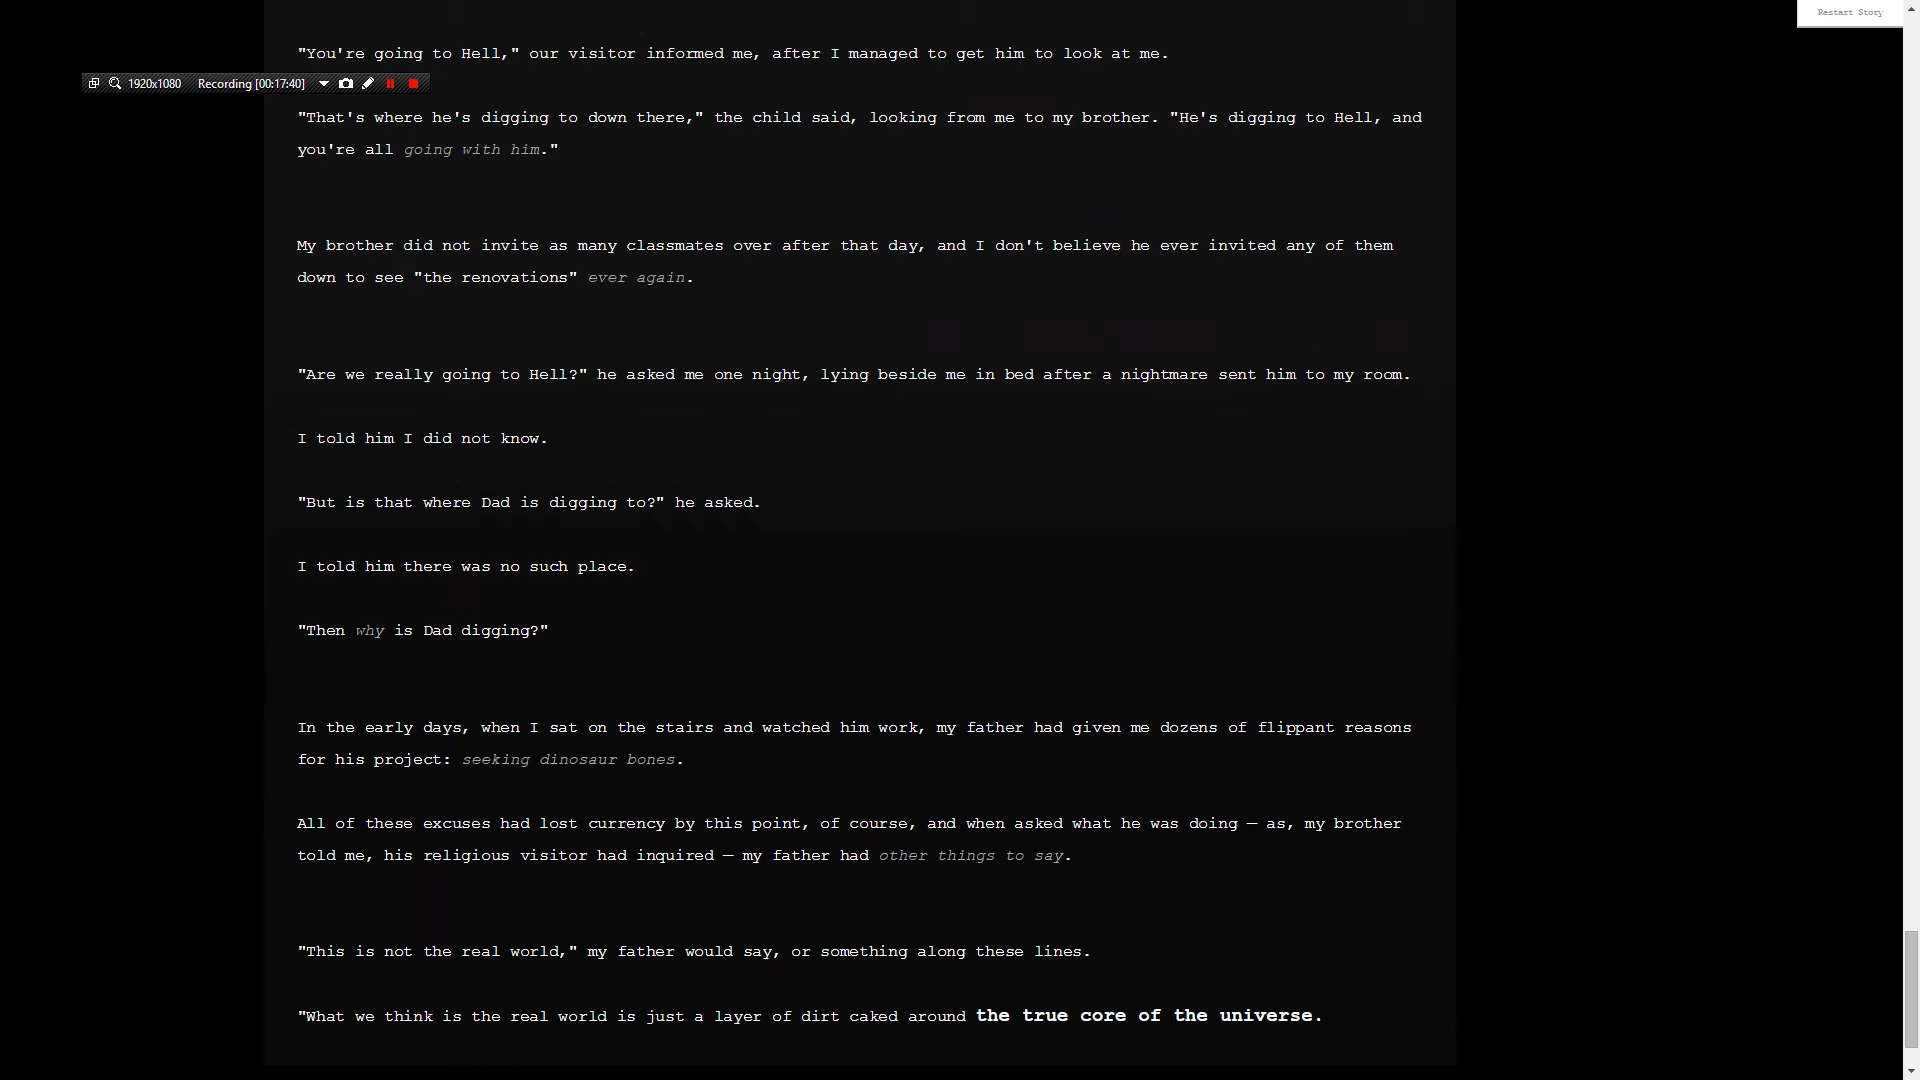 Restart Story
"You're going to Hell," our visitor informed me, after I managed to get him to look at me.
1920x1080 Recording [00:17:40]
"That's where he's digging to down there," the child said, looking from me to my brother. "He's digging to Hell, and
you're all going with him."
My brother did not invite as many classmates over after that day, and I don't believe he ever invited any of them
down to see "the renovations" ever again.
"Are we really going to Hell?" he asked me one night, lying beside me in bed after a nightmare sent him to my room.
I told him I did not know.
"But is that where Dad is digging to?" he asked.
I told him there was no such place.
"Then why is Dad digging?"
In the early days, when I sat on the stairs and watched him work, my father had given me dozens of flippant reasons
for his project: seeking dinosaur bones.
All of these excuses had lost currency by this point, of course, and when asked what he was doing — as, my brother
told me, his religious visitor had inquired — my father had other things to say.
"This is not the real world," my father would say, or something along these lines.
"What we think is the real world is just a layer of dirt caked around the true core of the universe.